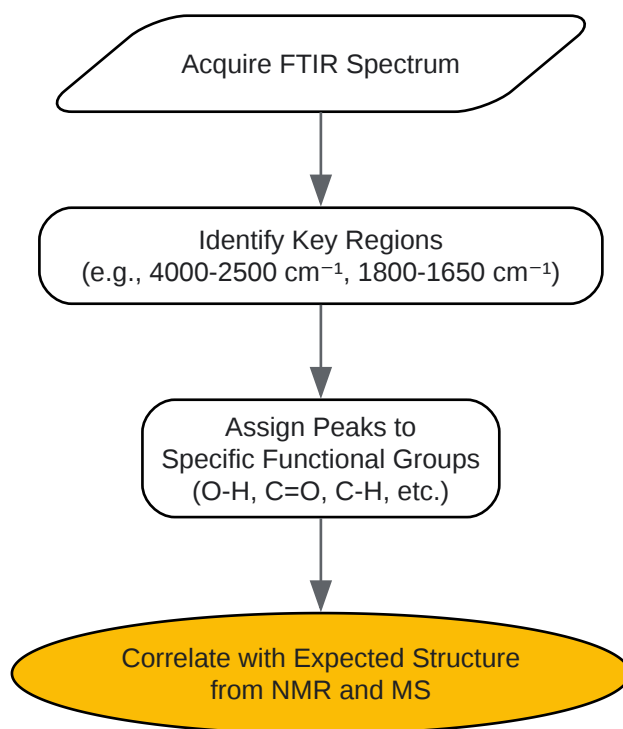 Acquire FTIR Spectrum
Identify Key Regions
(e.g., 4000-2500 cm⁻¹, 1800-1650 cm⁻¹)
Assign Peaks to
Specific Functional Groups
(O-H, C=O, C-H, etc.)
Correlate with Expected Structure
from NMR and MS